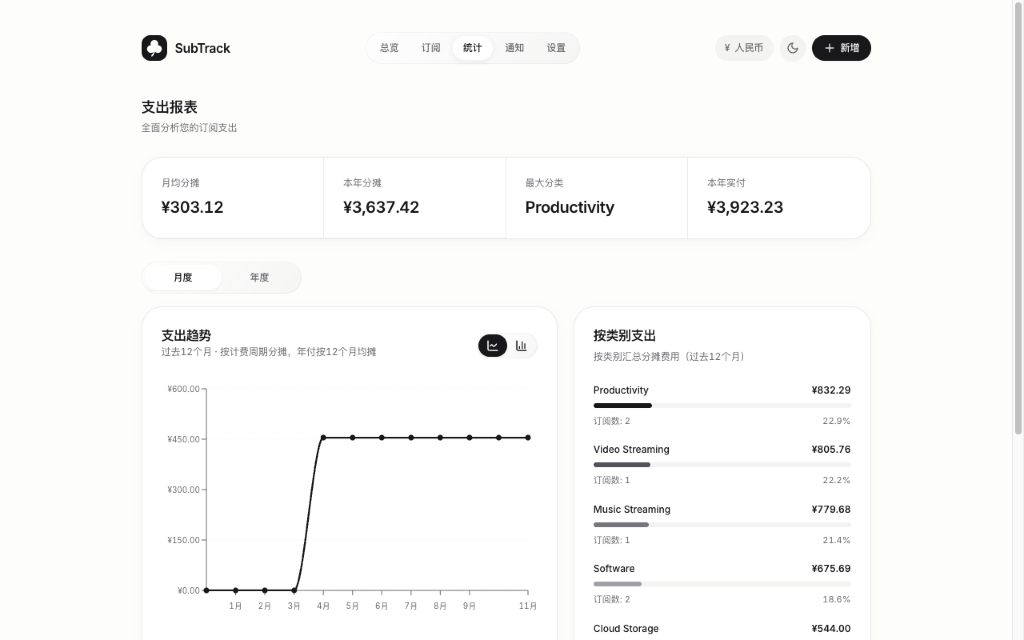 SubTrack
总览 订阅 统计 通知 设置
¥ 人民币
+ 新增
支出报表
全面分析您的订阅支出
月均分摊 本年分摊 最大分类 本年实付
¥303.12 ¥3,637.42 Productivity ¥3,923.23
月度 年度
支出趋势
过去12个月 · 按计费周期分摊，年付按12个月均摊
¥600.00
¥450.00
¥300.00
¥150.00
¥0.00
1月 2月 3月 4月 5月 6月 7月 8月 9月 11月
按类别支出
按类别汇总分摊费用（过去12个月）
Productivity ¥832.29
订阅数: 2 22.9%
Video Streaming ¥805.76
订阅数: 1 22.2%
Music Streaming ¥779.68
订阅数: 1 21.4%
Software ¥675.69
订阅数: 2 18.6%
Cloud Storage ¥544.00